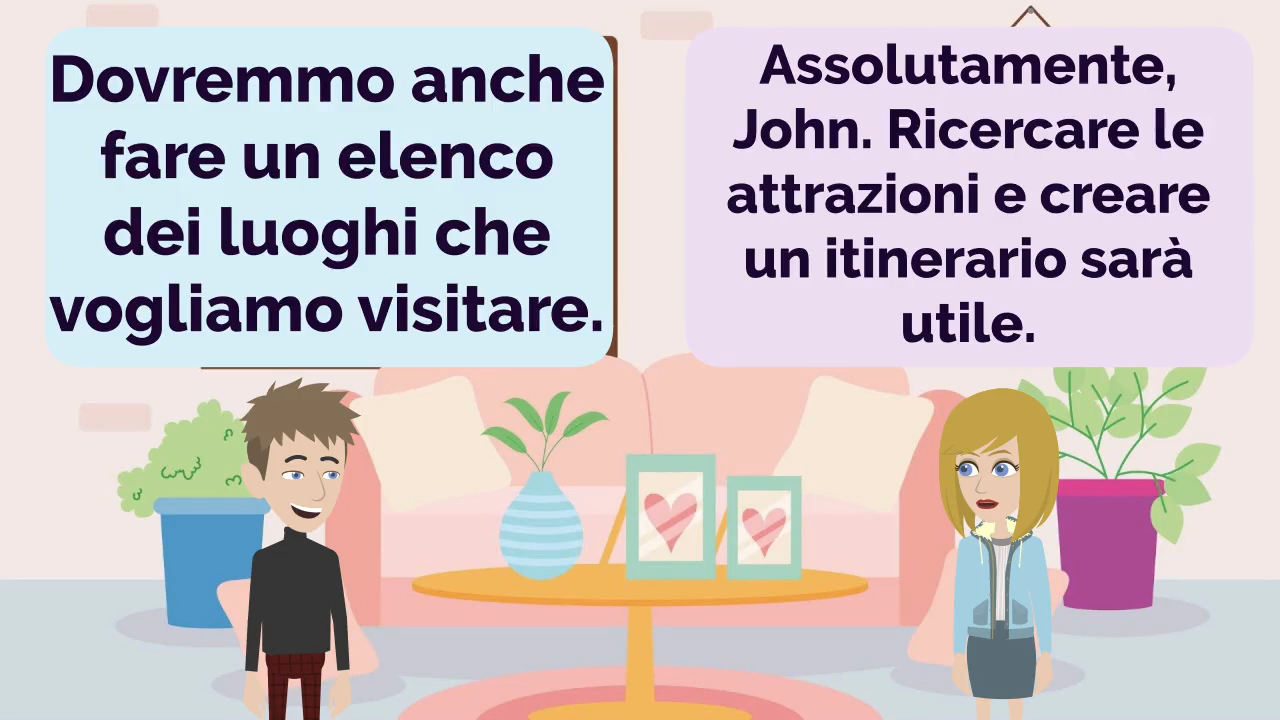 Dovremmo anche
fare un elenco
dei luoghi che
vogliamo visitare.
Assolutamente,
John. Ricercare le
attrazioni e creare
un itinerario sarà
utile.